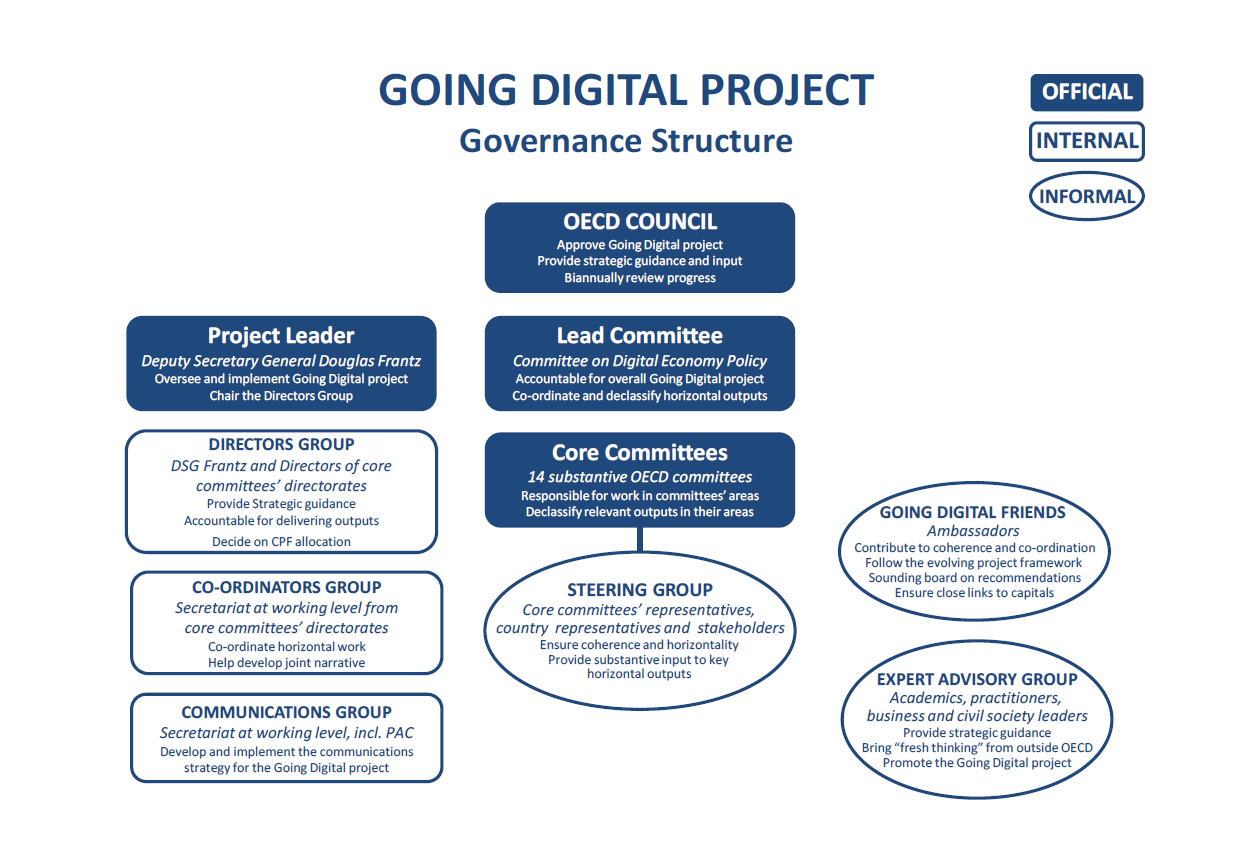 GOING DIGITAL PROJECT
Governance Structure
OFFICIAL
INTERNAL
INFORMAL
OECD COUNCIL
Approve Going Digital project
Provide strategic guidance and input
Biannually review progress
Project Leader
Deputy Secretary General Douglas Frantz
Oversee and implement Going Digital project
Chair the Directors Group
Lead Committee
Committee on Digital Economy Policy
Accountable for overall Going Digital project
Co-ordinate and declassify horizontal outputs
DIRECTORS GROUP
DSG Frantz and Directors of core
committees’ directorates
Provide Strategic guidance
Accountable for delivering outputs
Decide on CPF allocation
Core Committees
14 substantive OECD committees
Responsible for work in committees’ areas
Declassify relevant outputs in their areas
CO-ORDINATORS GROUP
Secretariat at working level from
core committees’ directorates
Co-ordinate horizontal work
Help develop joint narrative
STEERING GROUP
Core committees’ representatives,
country representatives and stakeholders
Ensure coherence and horizontality
Provide substantive input to key
horizontal outputs
COMMUNICATIONS GROUP
Secretariat at working level, incl. PAC
Develop and implement the communications
strategy for the Going Digital project
GOING DIGITAL FRIENDS
Ambassadors
Contribute to coherence and co-ordination
Follow the evolving project framework
Sounding board on recommendations
Ensure close links to capitals
EXPERT ADVISORY GROUP
Academics, practitioners,
business and civil society leaders
Provide strategic guidance
Bring “fresh thinking” from outside OECD
Promote the Going Digital project